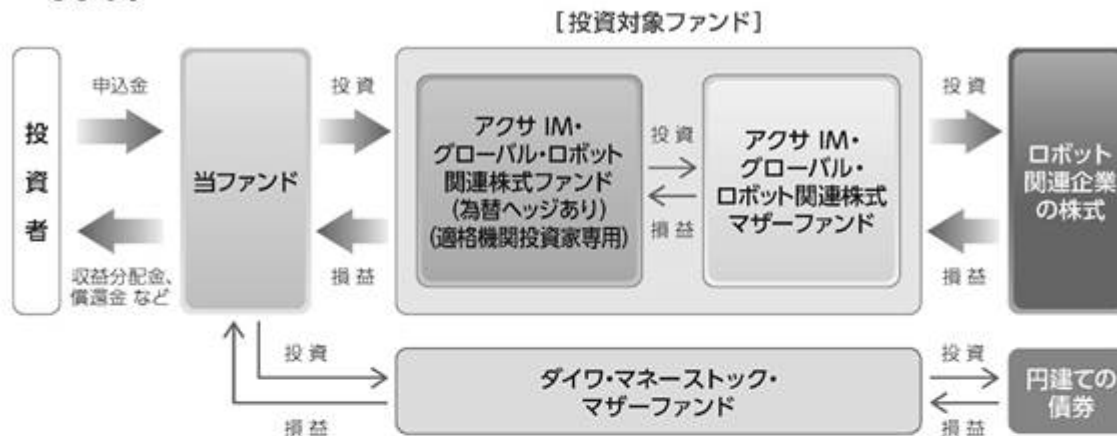 [投資対象ファンド]
投資者
申込金
収益分配金、
償還金 など
当ファンド
投資
損益
アクサ IM・
グローバル・ロボット
関連株式ファンド
(為替ヘッジあり)
(適格機関投資家専用)
投資
損益
アクサ IM・
グローバル・
ロボット関連株式
マザーファンド
投資
損益
ロボット
関連企業
の株式
投資
損益
ダイワ・マネーストック・
マザーファンド
投資
損益
円建ての
債券